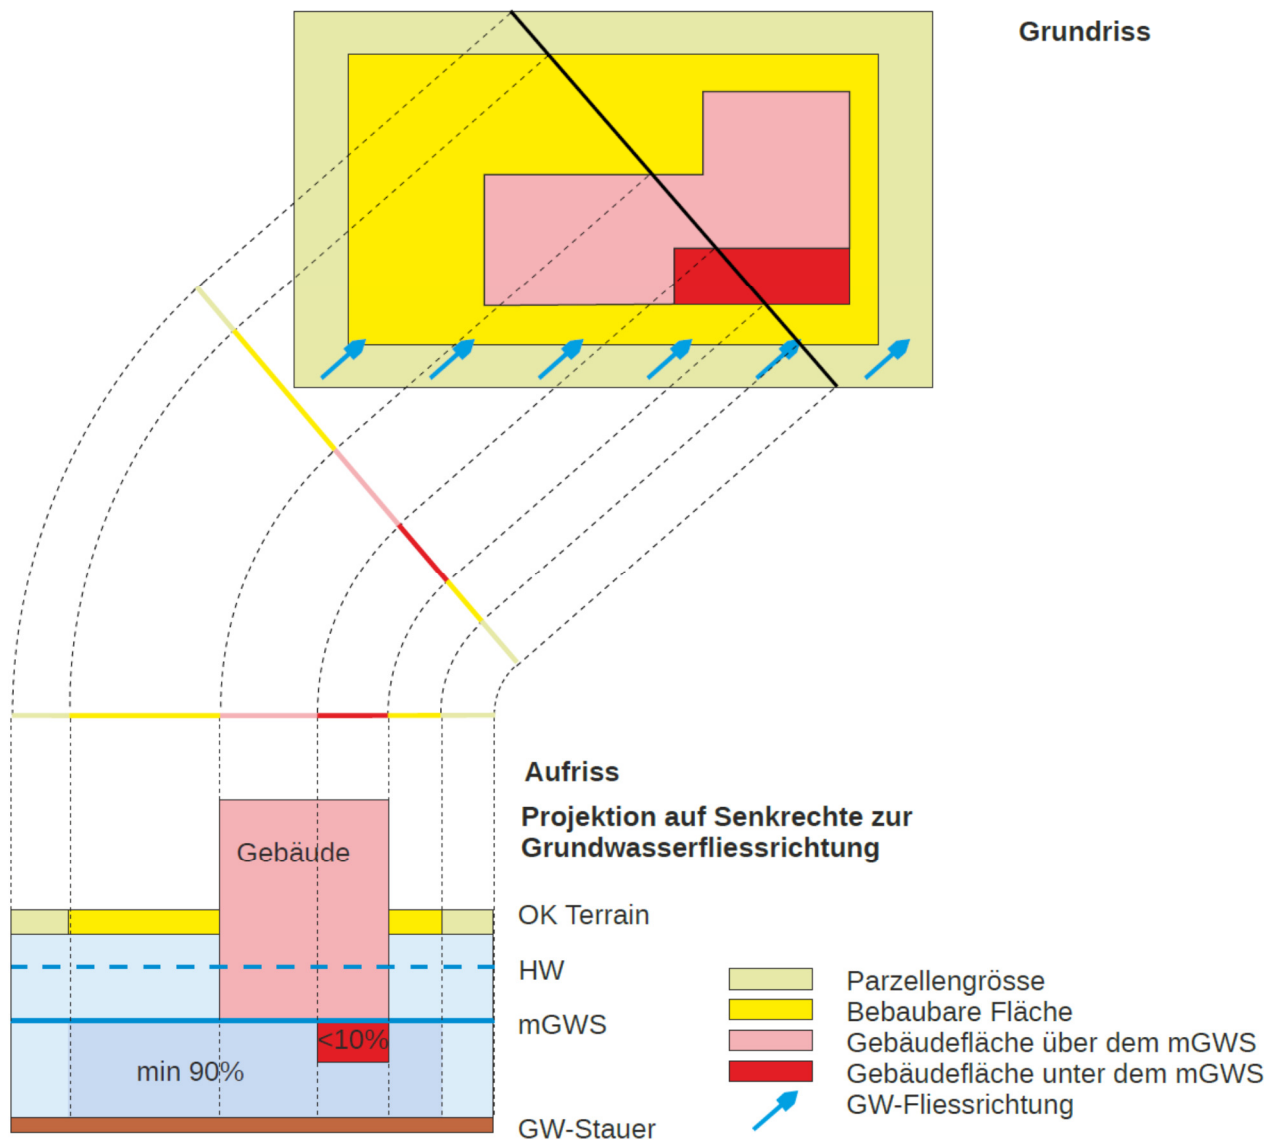 Grundriss
Aufriss
Projektion auf Senkrechte zur
Grundwasserfliessrichtung
Gebäude
OK Terrain
HW
mGWS
<10%
min 90%
GW-Stauer
Parzellengrösse
Bebaubare Fläche
Gebäudefläche über dem mGWS
Gebäudefläche unter dem mGWS
GW-Fliessrichtung